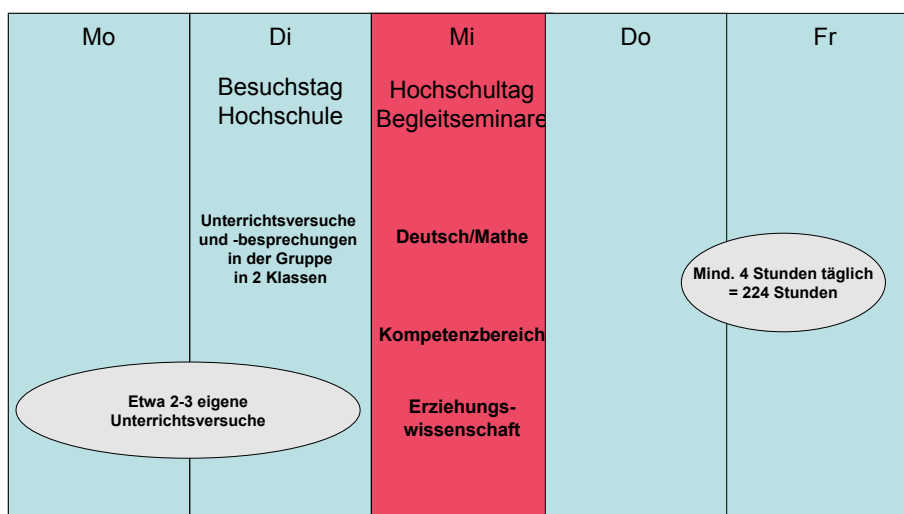 Mo
Di
Mi
Do
Fr
Besuchstag
Hochschule
Hochschultag
Begleitseminare
Unterrichtsversuche
und -besprechungen
in der Gruppe
in 2 Klassen
Deutsch/Mathe
Mind. 4 Stunden täglich
= 224 Stunden
Kompetenzbereich
Etwa 2-3 eigene
Unterrichtsversuche
Erziehungs-
wissenschaft